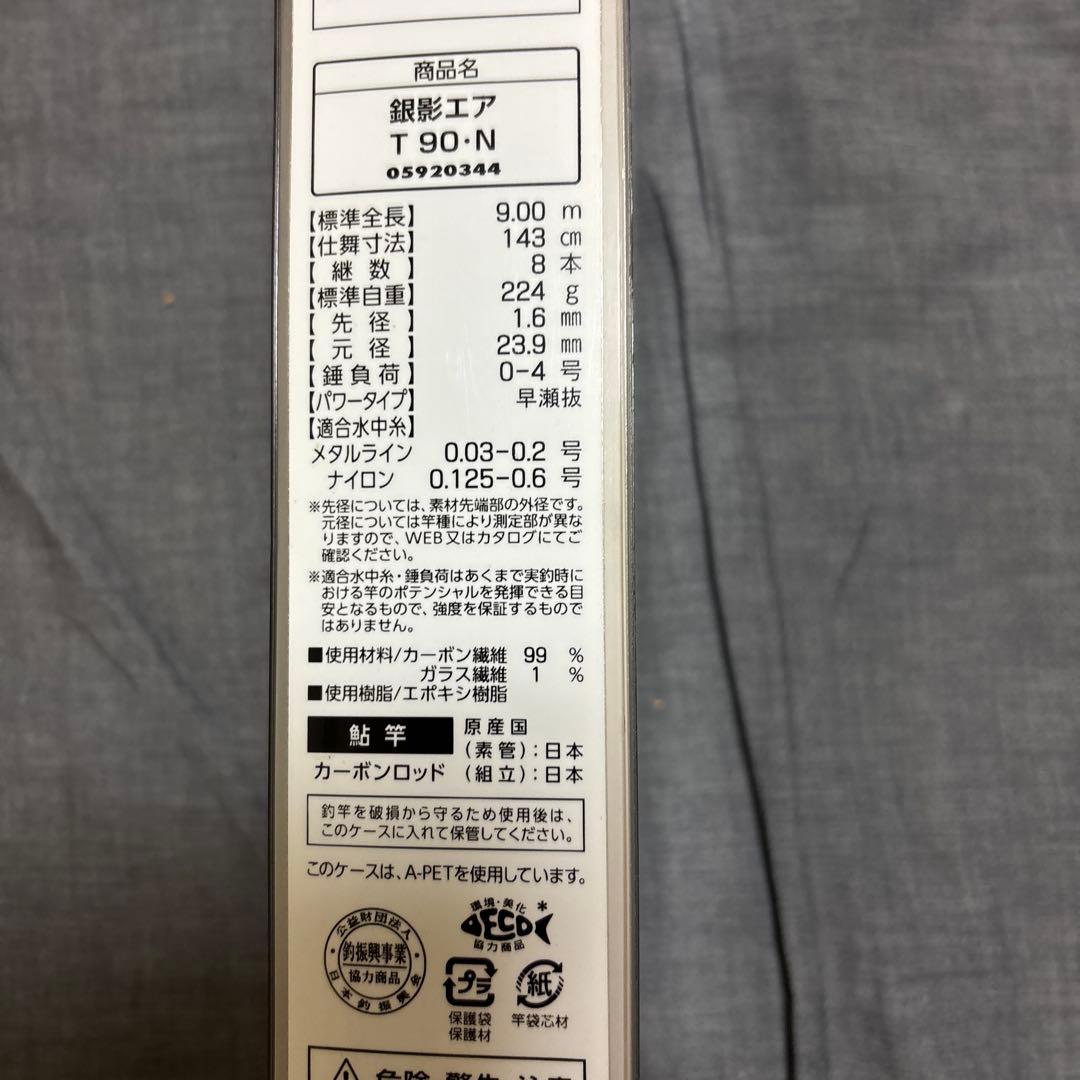 商品名
銀影エア
T 90・N
05920344
【標準全長】 9.00 m
【仕舞寸法】 143 cm
【継数】 8 本
【標準自重】 224 g
【先径】 1.6 mm
【元径】 23.9 mm
【錘負荷】 0-4 号
【パワータイプ】 早瀬抜
【適合水中糸】
メタルライン 0.03-0.2 号
ナイロン 0.125-0.6 号
※先径については、素材先端部の外径です。
元径については竿種により測定部が異な
りますので、WEB又はカタログにてご
確認ください。
※適合水中糸・錘負荷はあくまで実釣時に
おける竿のポテンシャルを発揮できる目
安となるもので、強度を保証するもので
はありません。
■使用材料/カーボン繊維 99 %
ガラス繊維 1 %
■使用樹脂/エポキシ樹脂
鮎竿 原産国
(素管):日本
カーボンロッド (組立):日本
釣竿を破損から守るため使用後は、
このケースに入れて保管してください。
このケースは、A-PETを使用しています。
公益財団法人
釣振興事業
協力商品
日本釣振興会
環境・美化
ECO
協力商品
プラ
保護袋
保護材
紙
竿袋芯材
危険・警告・注意